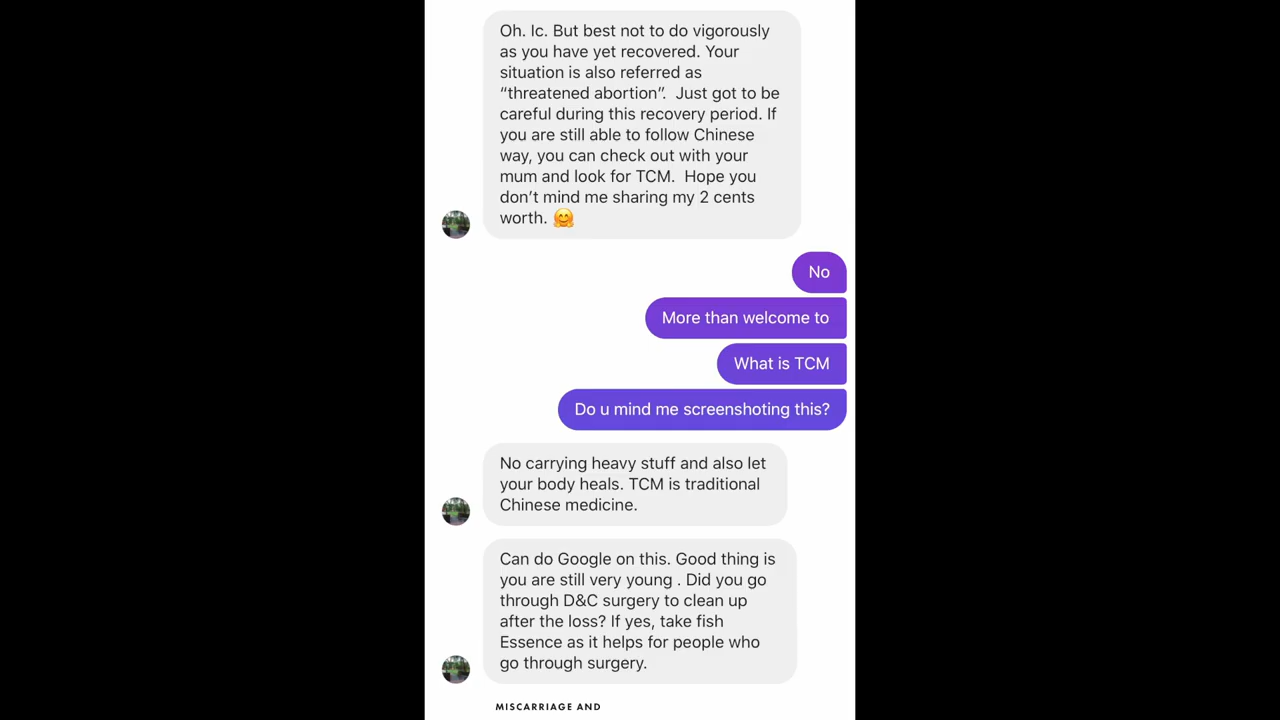 Oh. Ic. But best not to do vigorously
as you have yet recovered. Your
situation is also referred as
“threatened abortion”.  Just got to be
careful during this recovery period. If
you are still able to follow Chinese
way, you can check out with your
mum and look for TCM.  Hope you
don’t mind me sharing my 2 cents
worth. 🤗
No
More than welcome to
What is TCM
Do u mind me screenshoting this?
No carrying heavy stuff and also let
your body heals. TCM is traditional
Chinese medicine.
Can do Google on this. Good thing is
you are still very young . Did you go
through D&C surgery to clean up
after the loss? If yes, take fish
Essence as it helps for people who
go through surgery.
MISCARRIAGE AND